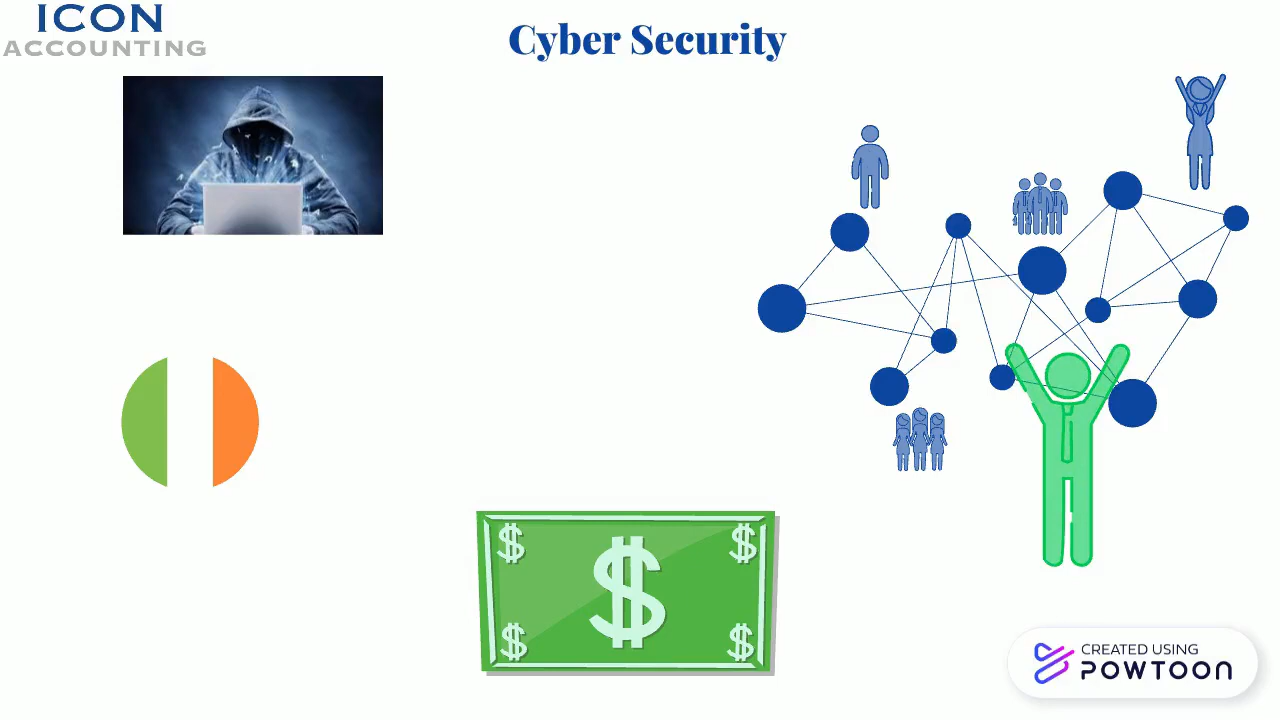 ICON
ACCOUNTING
Cyber Security
$ $
$
$ $
CREATED USING
POWTOON